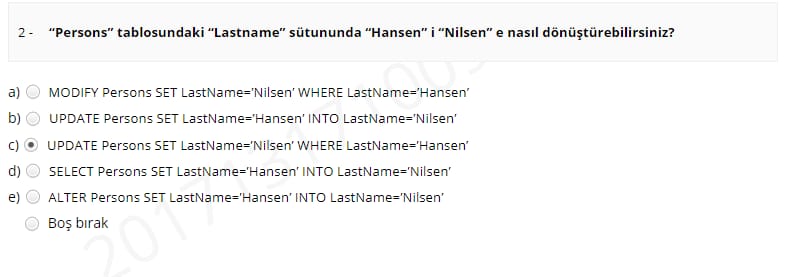 2 - “Persons” tablosundaki “Lastname” sütununda “Hansen” i “Nilsen” e nasıl dönüştürebilirsiniz?
a) MODIFY Persons SET LastName='Nilsen' WHERE LastName='Hansen'
b) UPDATE Persons SET LastName='Hansen' INTO LastName='Nilsen'
c) UPDATE Persons SET LastName='Nilsen' WHERE LastName='Hansen'
d) SELECT Persons SET LastName='Hansen' INTO LastName='Nilsen'
e) ALTER Persons SET LastName='Hansen' INTO LastName='Nilsen'
Boş bırak